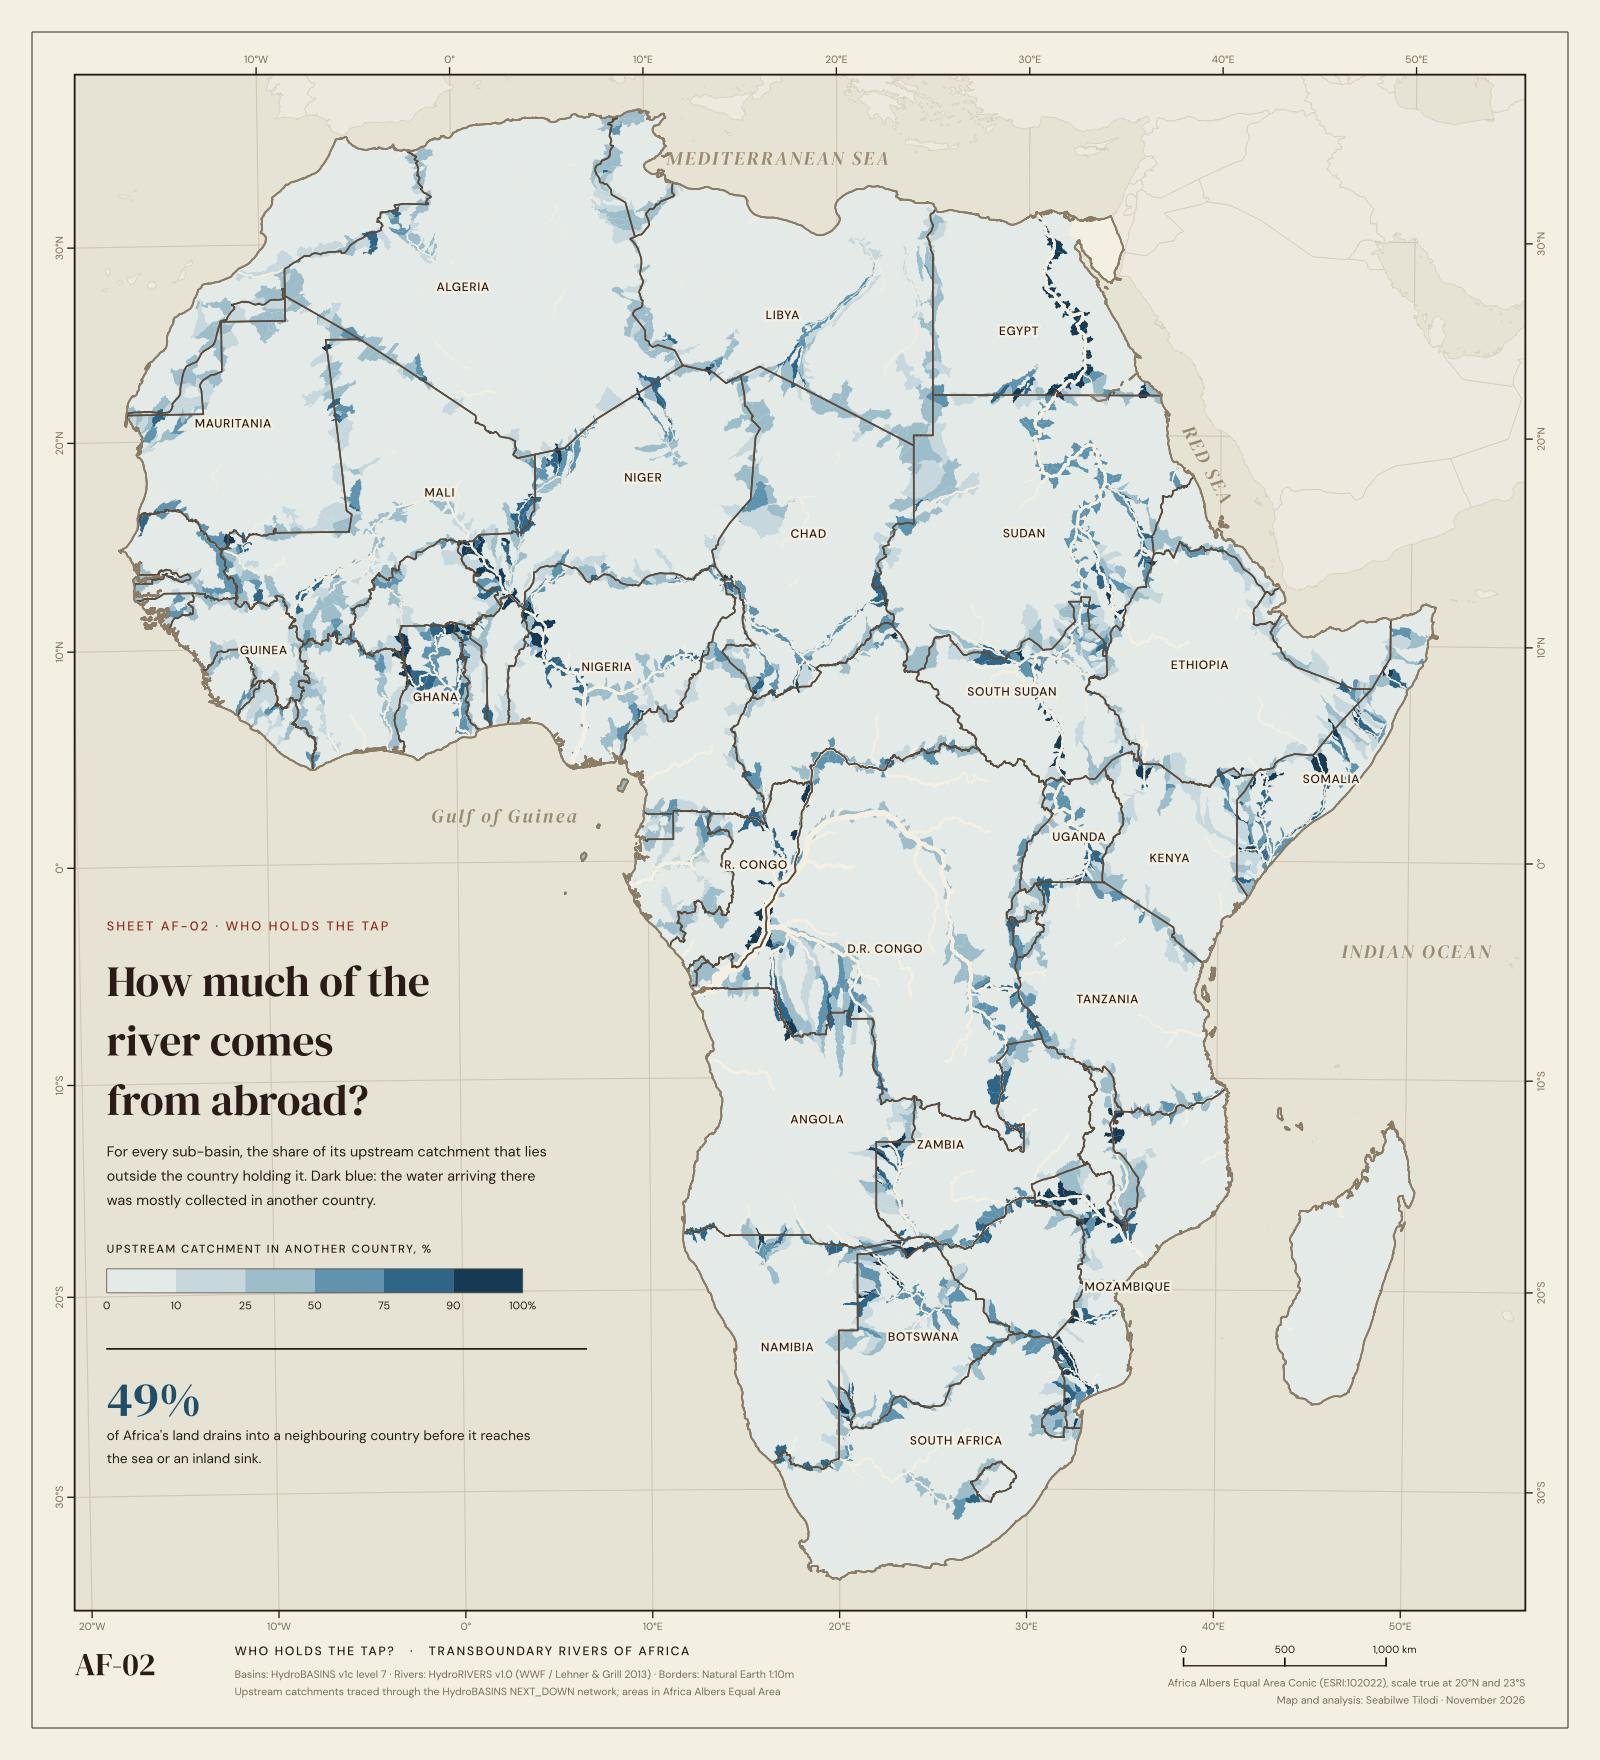 10°W 0° 10°E 20°E 30°E 40°E 50°E
MEDITERRANEAN SEA
30°N
30°N
ALGERIA
LIBYA
EGYPT
MAURITANIA
20°N
20°N
RED SEA
NIGER
MALI
CHAD
SUDAN
10°N
10°N
GUINEA
NIGERIA
ETHIOPIA
GHANA
SOUTH SUDAN
SOMALIA
Gulf of Guinea
UGANDA
KENYA
R. CONGO
0°
0°
D.R. CONGO
INDIAN OCEAN
TANZANIA
SHEET AF-02 · WHO HOLDS THE TAP
How much of the
river comes
from abroad?
10°S
10°S
ANGOLA
ZAMBIA
For every sub-basin, the share of its upstream catchment that lies
outside the country holding it. Dark blue: the water arriving there
was mostly collected in another country.
UPSTREAM CATCHMENT IN ANOTHER COUNTRY, %
0 10 25 50 75 90 100%
20°S
20°S
MOZAMBIQUE
BOTSWANA
NAMIBIA
49%
of Africa's land drains into a neighbouring country before it reaches
the sea or an inland sink.
SOUTH AFRICA
30°S
30°S
20°W 10°W 0° 10°E 20°E 30°E 40°E 50°E
AF-02
WHO HOLDS THE TAP? · TRANSBOUNDARY RIVERS OF AFRICA
Basins: HydroBASINS v1c level 7 · Rivers: HydroRIVERS v1.0 (WWF / Lehner & Grill 2013) · Borders: Natural Earth 1:10m
Upstream catchments traced through the HydroBASINS NEXT_DOWN network; areas in Africa Albers Equal Area
0 500 1,000 km
Africa Albers Equal Area Conic (ESRI:102022), scale true at 20°N and 23°S
Map and analysis: Seabilwe Tilodi · November 2026